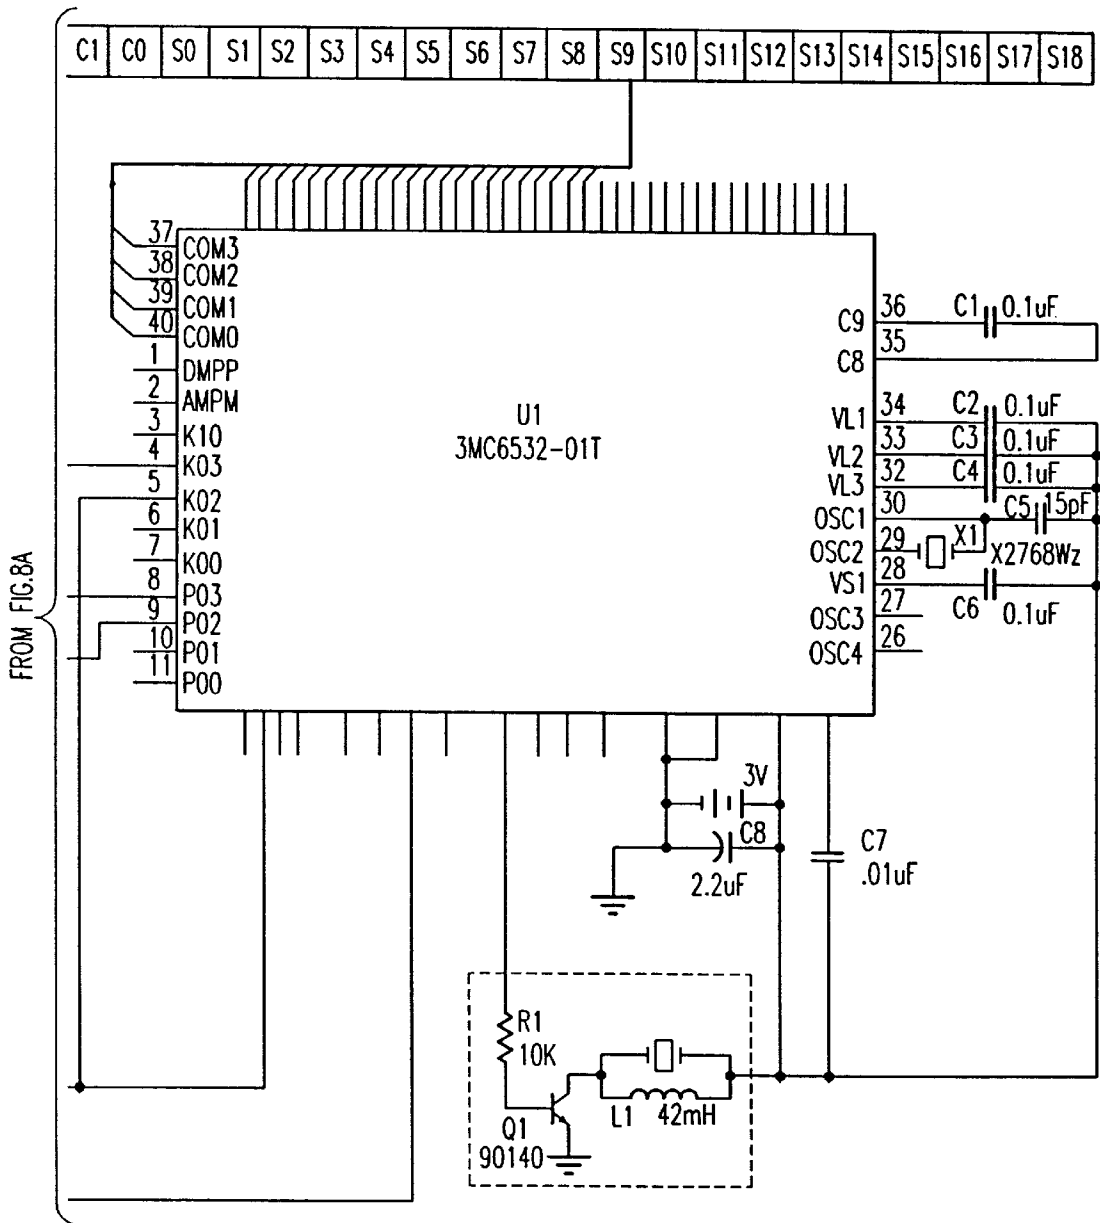 C1 C0 S0 S1 S2 S3 S4 S5 S6 S7 S8 S9 S10 S11 S12 S13 S14 S15 S16 S17 S18
FROM FIG.8A
37 COM3
38 COM2
39 COM1
40 COM0
1 DMPP
2 AMPM
3 K10
4 K03
5 K02
6 K01
7 K00
8 P03
9 P02
10 P01
11 P00
U1
3MC6532-01T
C9 36 C1 0.1uF
C8 35
VL1 34 C2 0.1uF
VL2 33 C3 0.1uF
VL3 32 C4 0.1uF
OSC1 30 C5 15pF
OSC2 29 X1 X2768Wz
VS1 28 C6 0.1uF
OSC3 27
OSC4 26
3V
C8
2.2uF
C7
.01uF
R1
10K
Q1
90140
L1 42mH